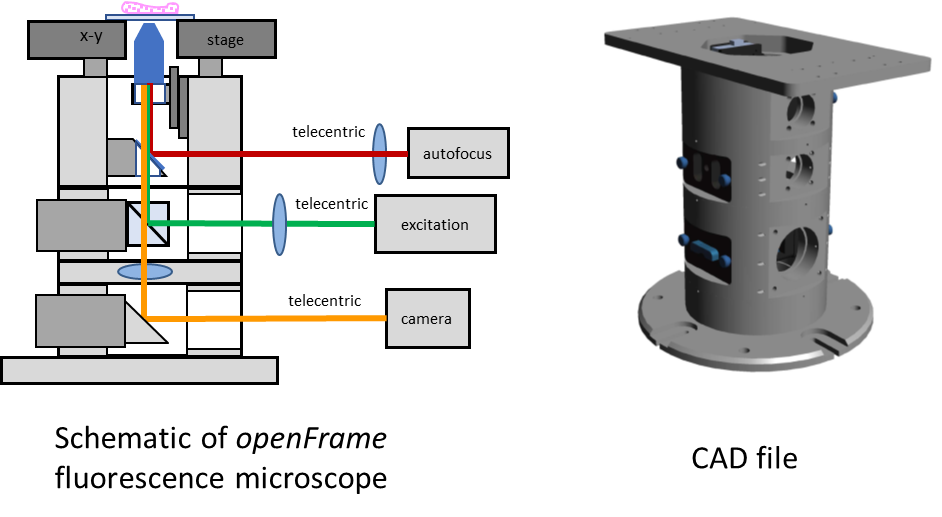 x-y
stage
telecentric
autofocus
telecentric
excitation
telecentric
camera
Schematic of openFrame
fluorescence microscope
CAD file